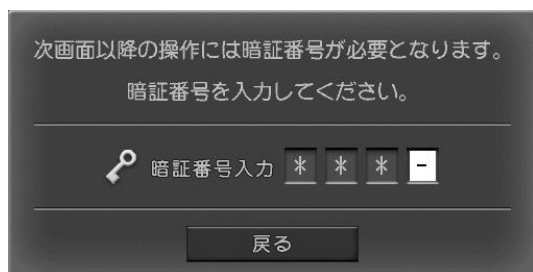 次画面以降の操作には暗証番号が必要となります。
暗証番号を入力してください。
暗証番号入力 * * * -
戻る